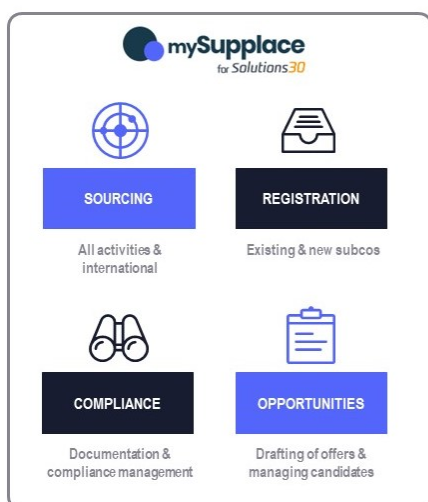 mySupplace
for Solutions30
SOURCING
All activities &
international
REGISTRATION
Existing & new subcos
COMPLIANCE
Documentation &
compliance management
OPPORTUNITIES
Drafting of offers &
managing candidates